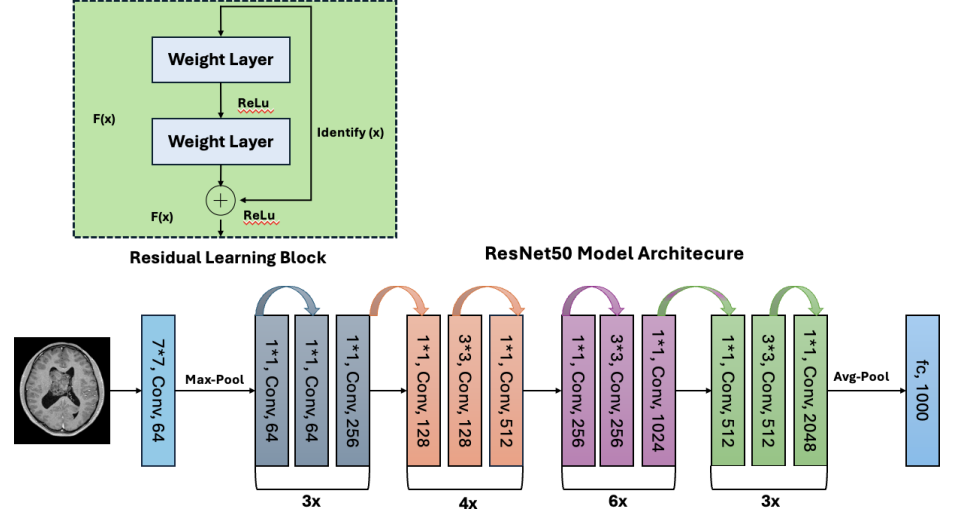 Weight Layer
ReLu
F(x)
Identify (x)
Weight Layer
+
F(x)
ReLu
Residual Learning Block
ResNet50 Model Architecure
7*7, Conv, 64
Max-Pool
1*1, Conv, 64
1*1, Conv, 64
1*1, Conv, 256
3x
1*1, Conv, 128
3*3, Conv, 128
1*1, Conv, 512
4x
1*1, Conv, 256
3*3, Conv, 256
1*1, Conv, 1024
6x
1*1, Conv, 512
3*3, Conv, 512
1*1, Conv, 2048
3x
Avg-Pool
fc, 1000